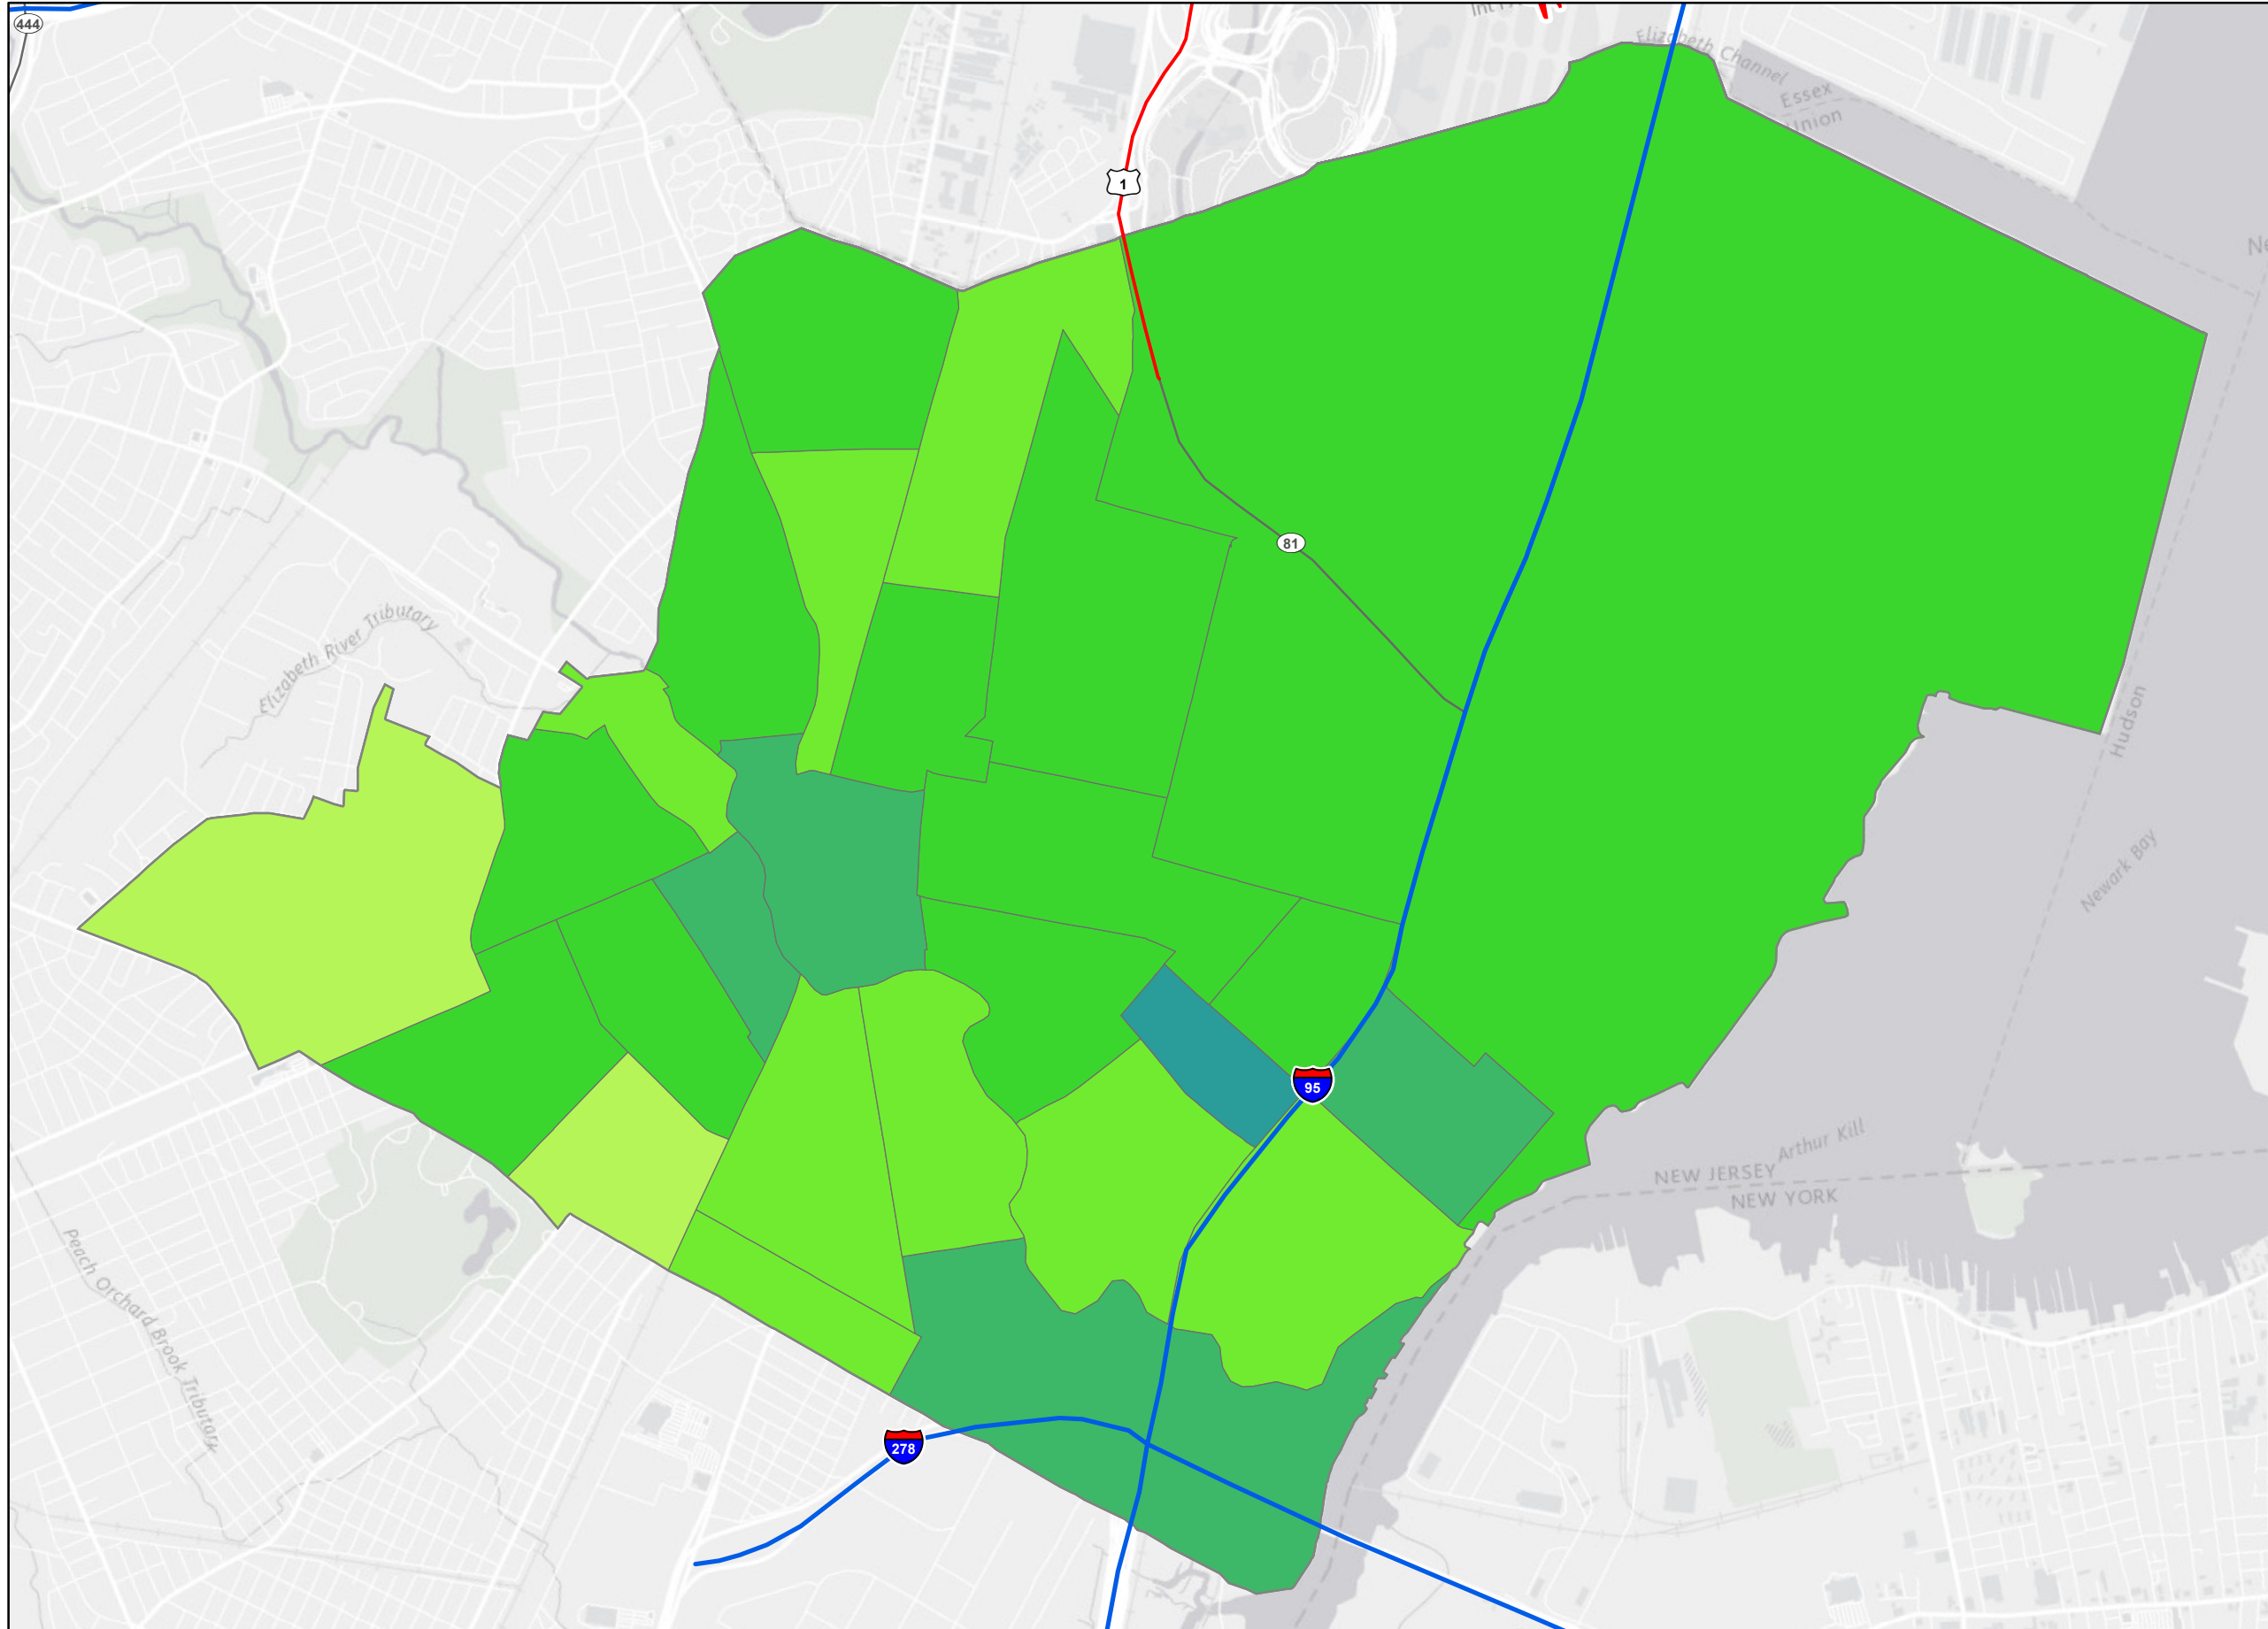 444
Elizabeth Channel
Essex
Union
1
81
Elizabeth River Tributary
Hudson
Newark Bay
95
Arthur Kill
NEW JERSEY
NEW YORK
Peach Orchard Brook Tributary
278